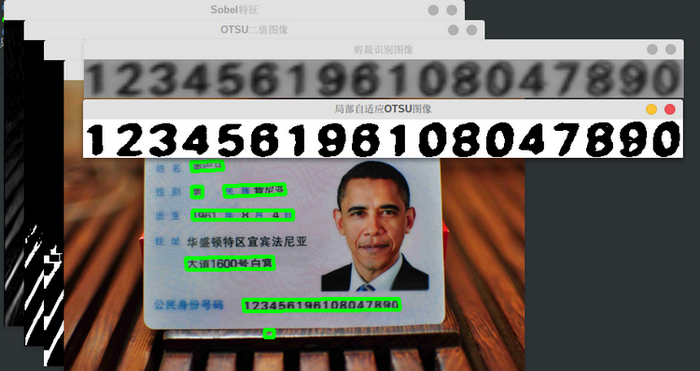 Sobel特征
OTSU二值图像
剪裁识别图像
123456196108047890
局部自适应OTSU图像
123456196108047890
姓 名
性 别 男 民 族 肯尼亚
出 生 1961 年 8 月 4 日
住 址 华盛顿特区宜宾法尼亚
大道1600号白宫
公民身份号码 123456196108047890